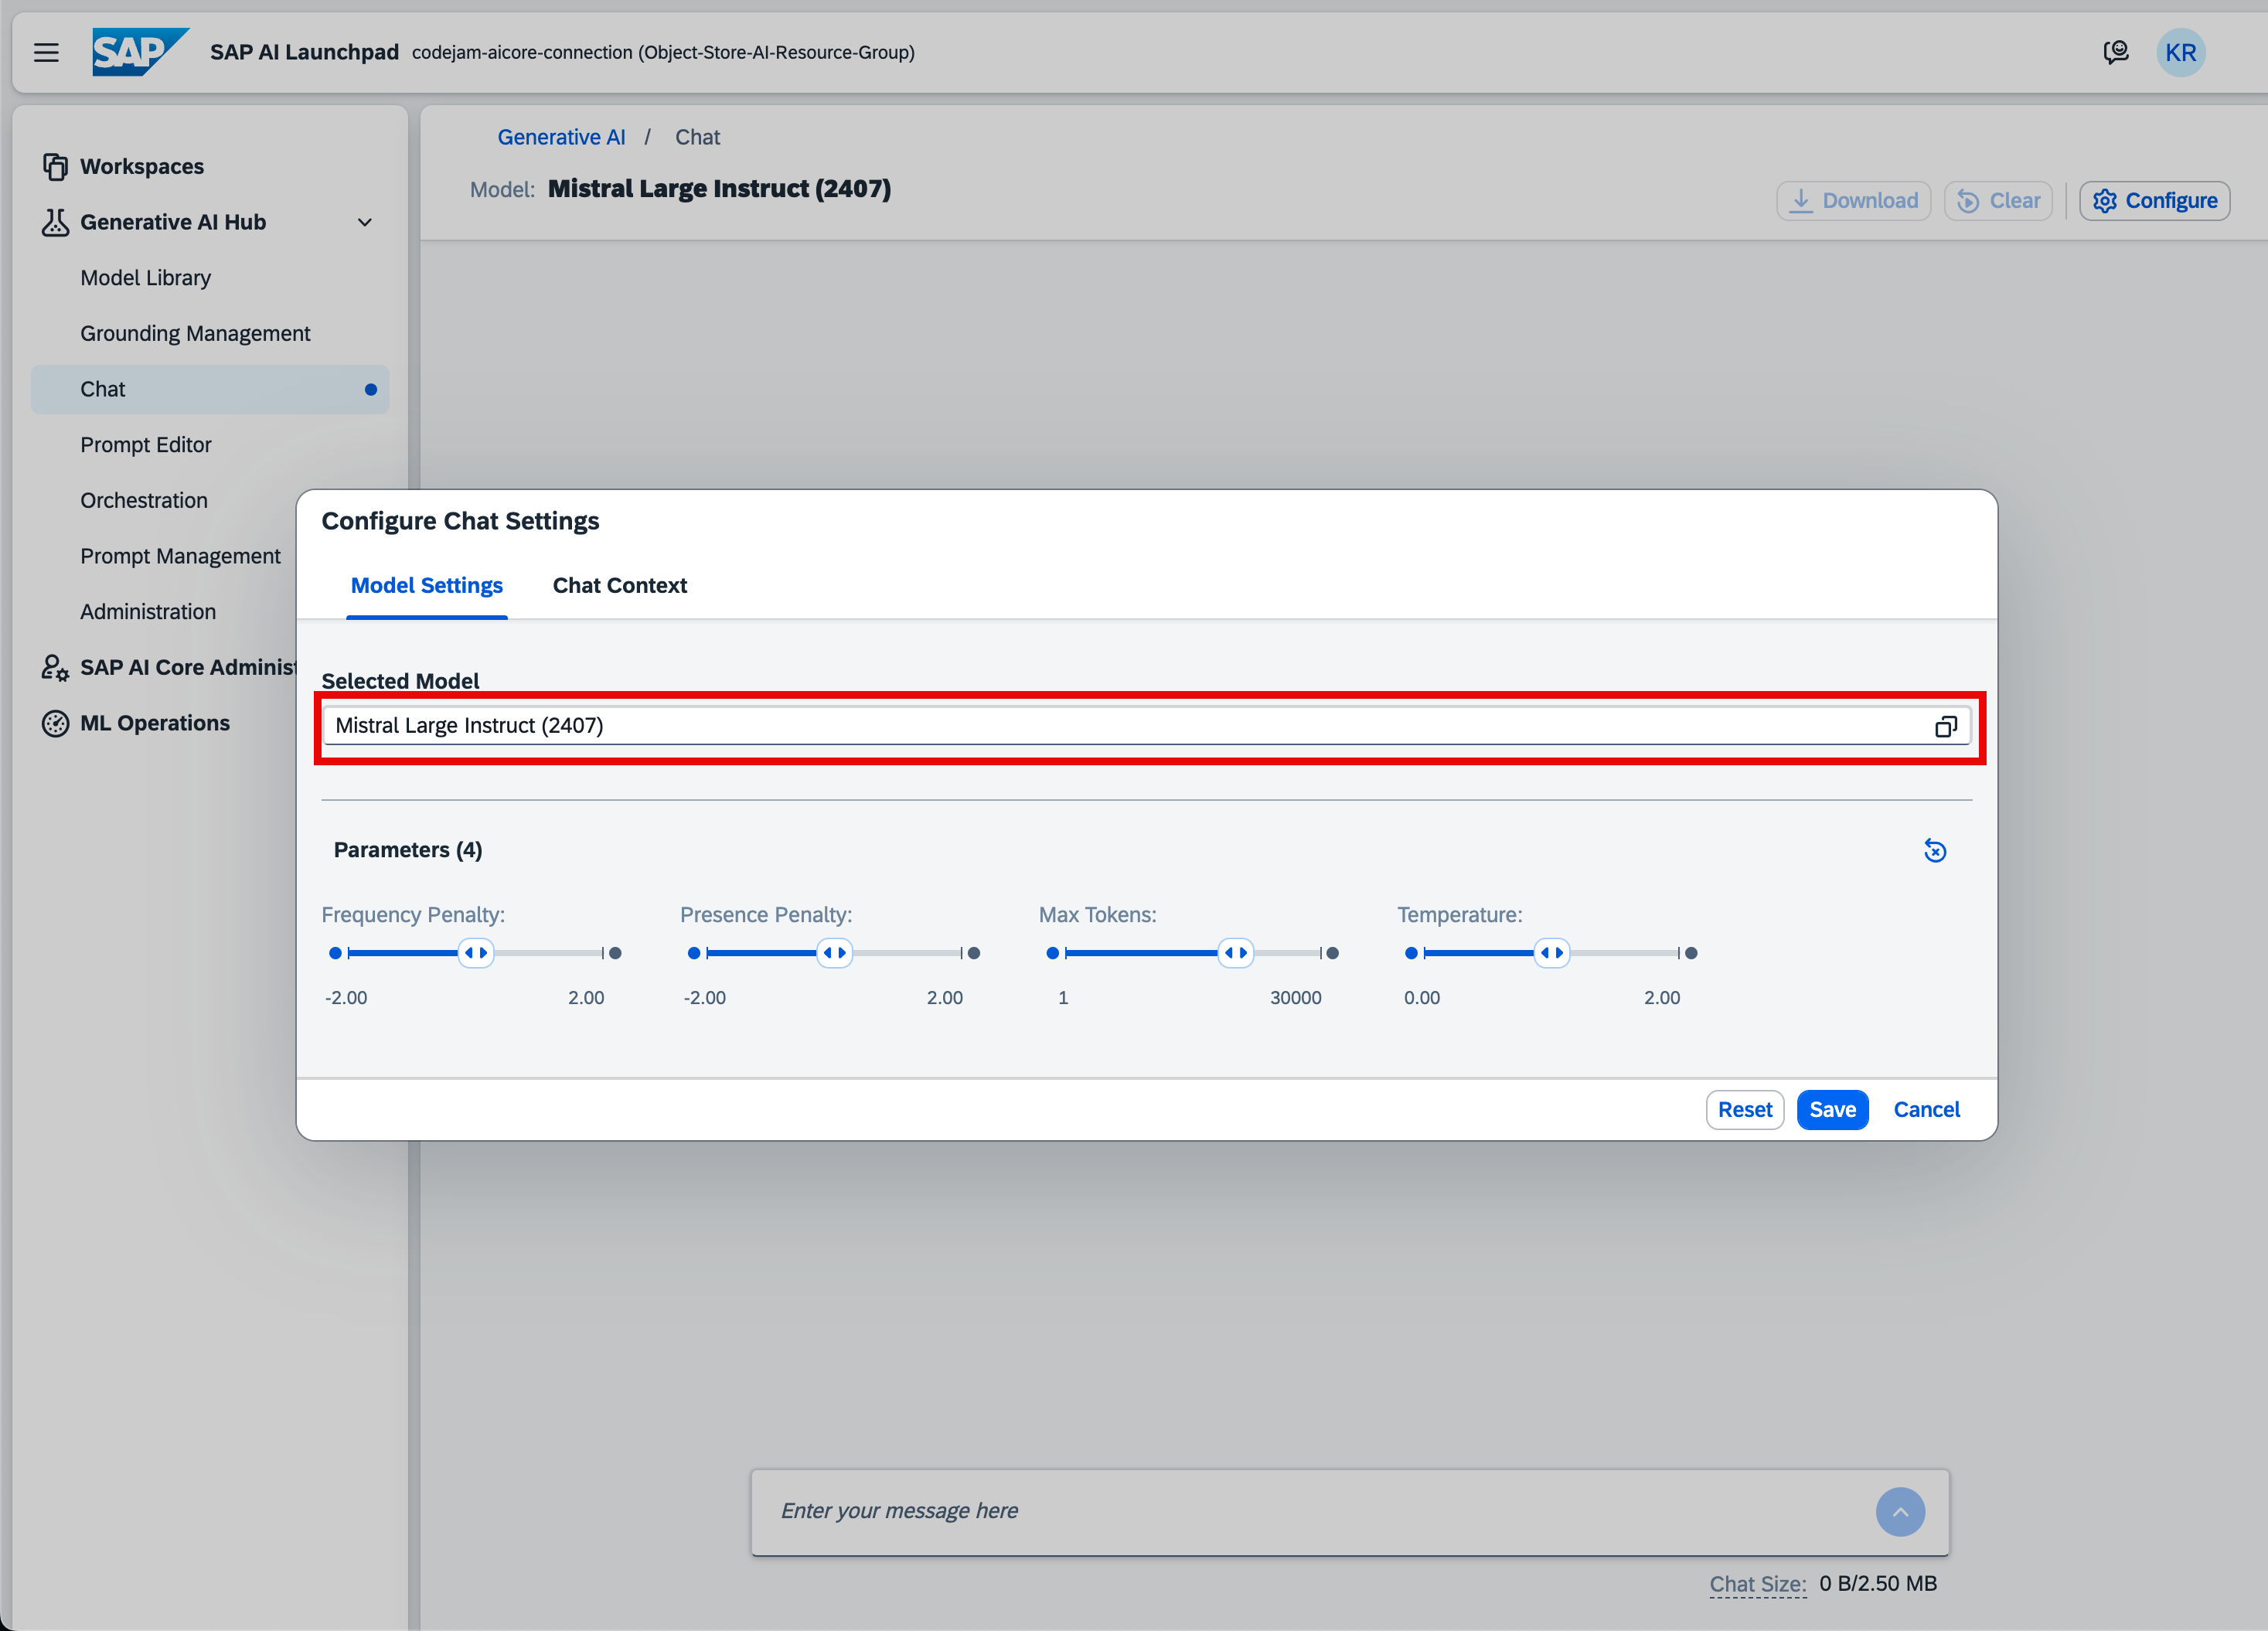 SAP SAP AI Launchpad codejam-aicore-connection (Object-Store-AI-Resource-Group) KR
Workspaces
Generative AI Hub
Model Library
Grounding Management
Chat
Prompt Editor
Orchestration
Prompt Management
Administration
SAP AI Core Administ
ML Operations
Generative AI / Chat
Model: Mistral Large Instruct (2407)
Download Clear Configure
Configure Chat Settings
Model Settings Chat Context
Selected Model
Mistral Large Instruct (2407)
Parameters (4)
Frequency Penalty: Presence Penalty: Max Tokens: Temperature:
-2.00 2.00 -2.00 2.00 1 30000 0.00 2.00
Reset Save Cancel
Enter your message here
Chat Size: 0 B/2.50 MB